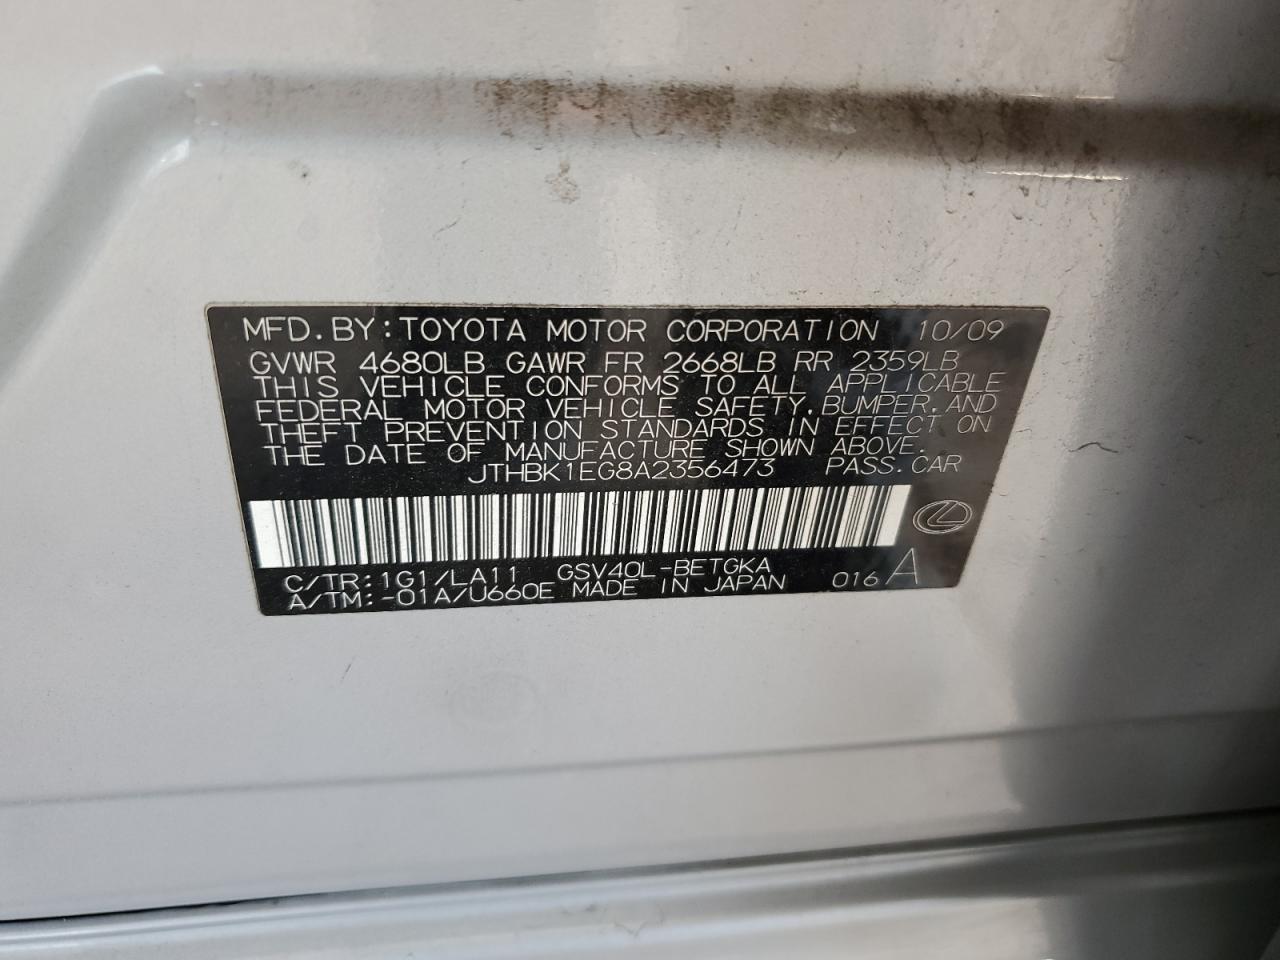 MFD.BY:TOYOTA MOTOR CORPORATION 10/09
GVWR 4680LB GAWR FR 2668LB RR 2359LB
THIS VEHICLE CONFORMS TO ALL APPLICABLE
FEDERAL MOTOR VEHICLE SAFETY,BUMPER,AND
THEFT PREVENTION STANDARDS IN EFFECT ON
THE DATE OF MANUFACTURE SHOWN ABOVE.
JTHBK1EG8A2356473 PASS.CAR
C/TR:1G1/LA11 GSV40L-BETGKA 016 A
A/TM:-01A/U660E MADE IN JAPAN